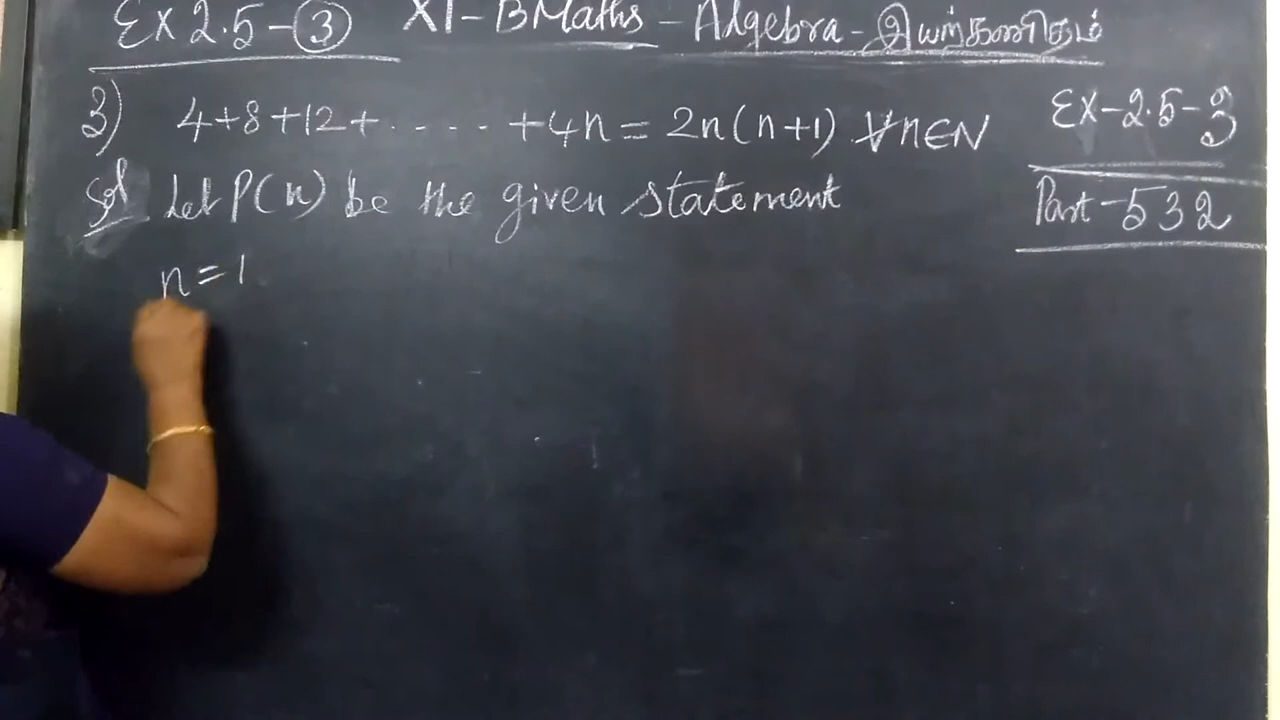 Ex 2.5-③ XI-BMaths-Algebra-இயற்கணிதம்
3) 4+8+12+.....+4n=2n(n+1) ∀n∈N
Ex-2.5-3
Sol Let P(n) be the given statement
Part-532
n=1